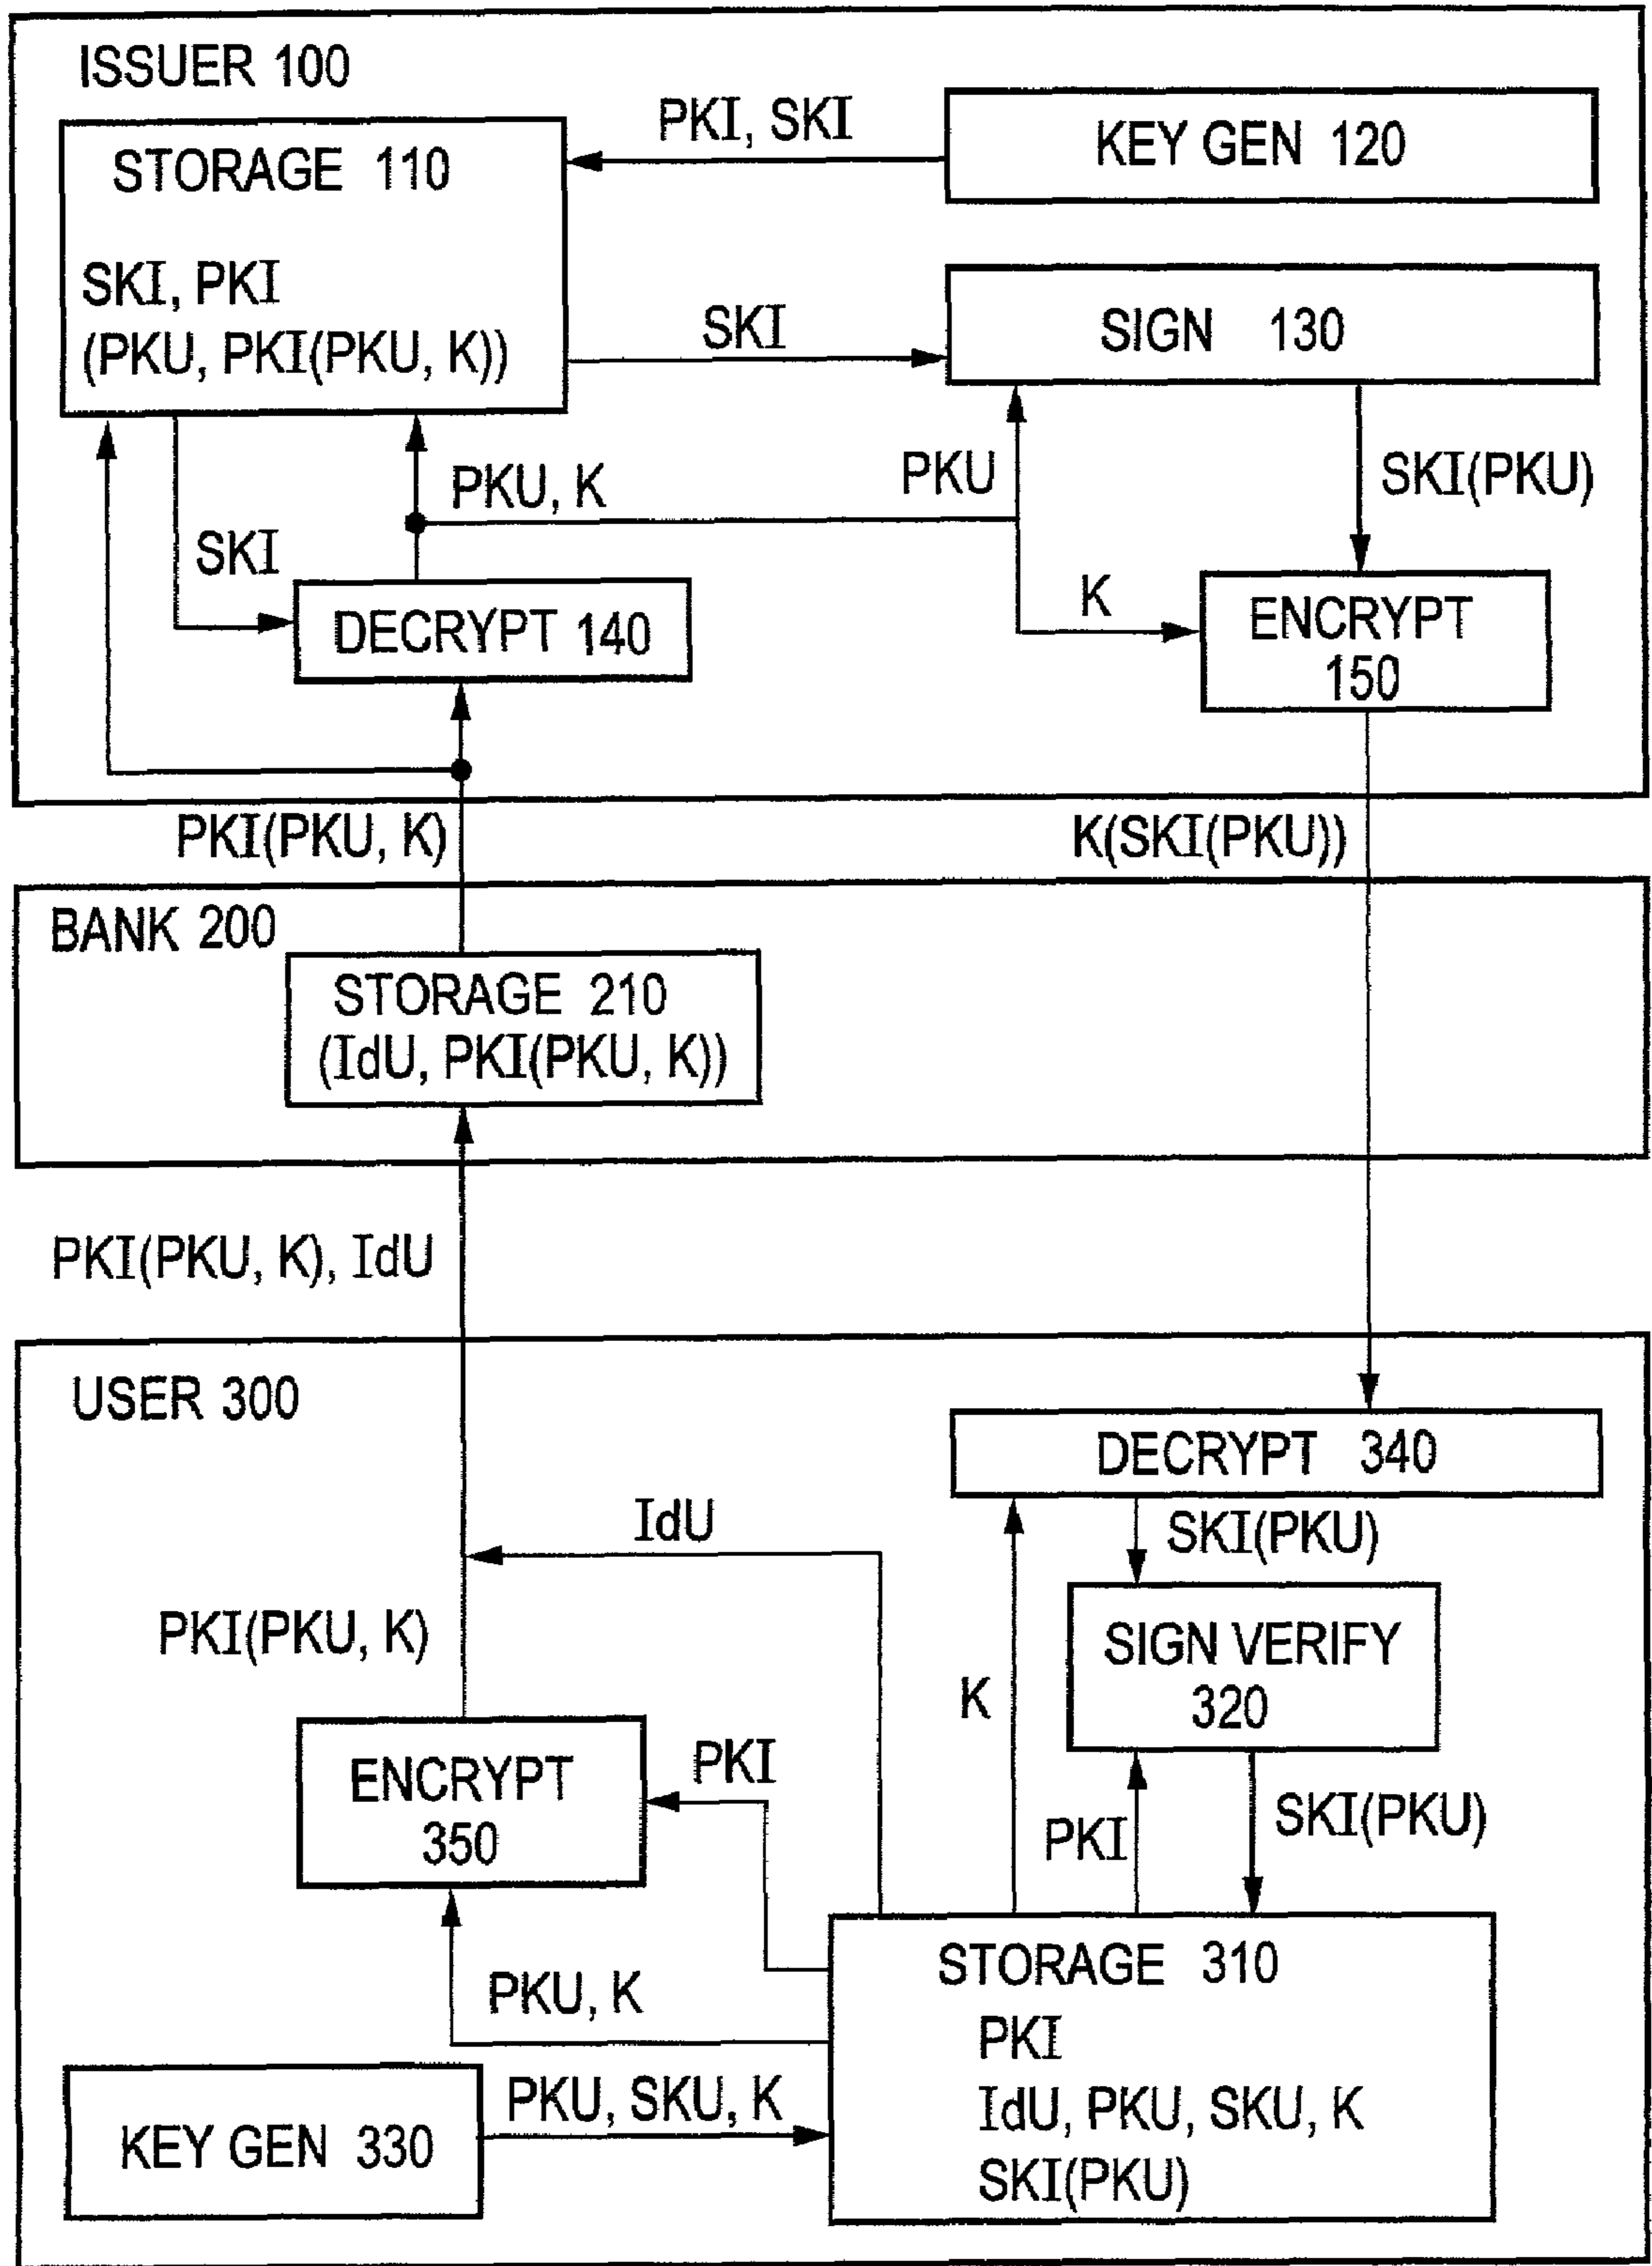 ISSUER 100
PKI, SKI
KEY GEN 120
STORAGE 110
SKI, PKI
(PKU, PKI(PKU, K))
SKI
SIGN 130
PKU, K
PKU
SKI(PKU)
SKI
DECRYPT 140
K
ENCRYPT
150
PKI(PKU, K)
K(SKI(PKU))
BANK 200
STORAGE 210
(IdU, PKI(PKU, K))
PKI(PKU, K), IdU
USER 300
DECRYPT 340
IdU
SKI(PKU)
PKI(PKU, K)
SIGN VERIFY
320
K
ENCRYPT
350
PKI
PKI
SKI(PKU)
PKU, K
STORAGE 310
PKI
IdU, PKU, SKU, K
SKI(PKU)
KEY GEN 330
PKU, SKU, K